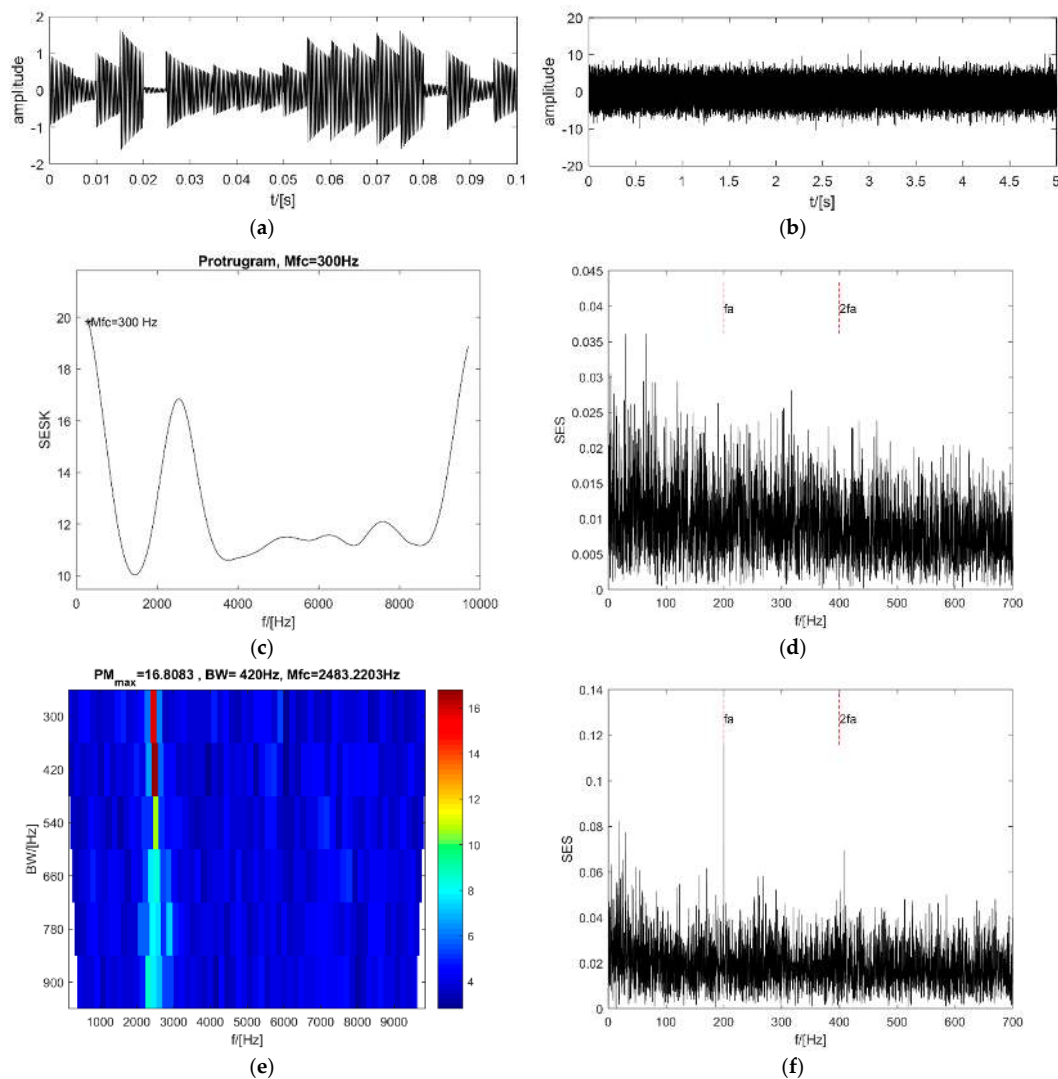 2
1
0
-1
-2
amplitude
0 0.01 0.02 0.03 0.04 0.05 0.06 0.07 0.08 0.09 0.1
t/[s]
(a)
20
10
0
-10
-20
amplitude
0 0.5 1 1.5 2 2.5 3 3.5 4 4.5 5
t/[s]
(b)
Protrugram, Mfc=300Hz
20
18
16
14
12
10
SESK
Mfc=300 Hz
0 2000 4000 6000 8000 10000
f/[Hz]
(c)
0.045
0.04
0.035
0.03
0.025
0.02
0.015
0.01
0.005
0
SES
fa
2fa
0 100 200 300 400 500 600 700
f/[Hz]
(d)
PMmax=16.8083 , BW= 420Hz, Mfc=2483.2203Hz
300
420
540
660
780
900
BW/[Hz]
1000 2000 3000 4000 5000 6000 7000 8000 9000
f/[Hz]
16
14
12
10
8
6
4
(e)
0.14
0.12
0.1
0.08
0.06
0.04
0.02
0
SES
fa
2fa
0 100 200 300 400 500 600 700
f/[Hz]
(f)